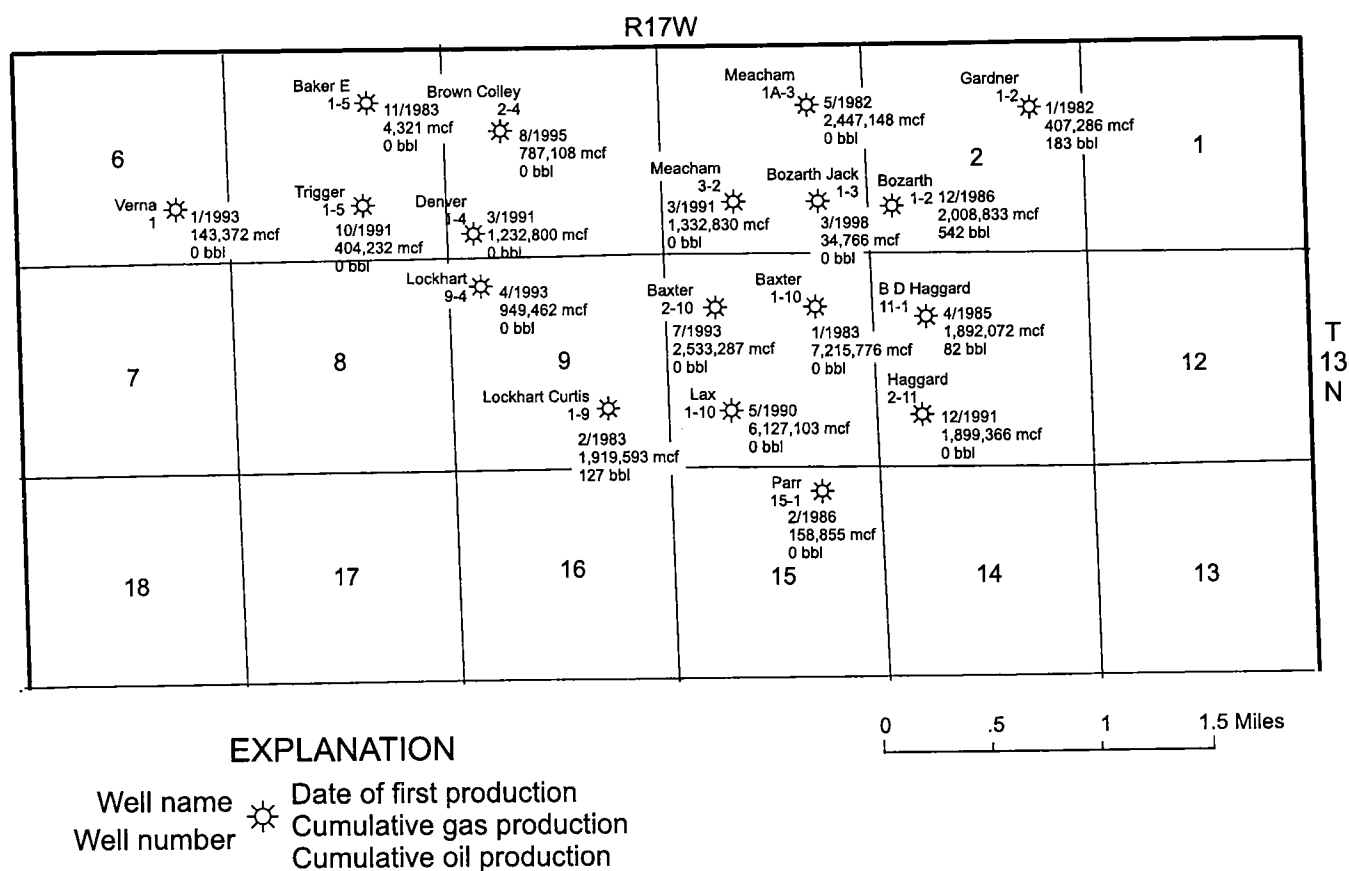 R17W
Baker E
1-5
11/1983
4,321 mcf
0 bbl
Brown Colley
2-4
8/1995
787,108 mcf
0 bbl
Meacham
1A-3
5/1982
2,447,148 mcf
0 bbl
Gardner
1-2
1/1982
407,286 mcf
183 bbl
6
2
1
Verna
1
1/1993
143,372 mcf
0 bbl
Trigger
1-5
10/1991
404,232 mcf
0 bbl
Denver
1-4
3/1991
1,232,800 mcf
0 bbl
Meacham
3-2
3/1991
1,332,830 mcf
0 bbl
Bozarth Jack
1-3
3/1998
34,766 mcf
0 bbl
Bozarth
1-2
12/1986
2,008,833 mcf
542 bbl
Lockhart
9-4
4/1993
949,462 mcf
0 bbl
Baxter
2-10
7/1993
2,533,287 mcf
0 bbl
Baxter
1-10
1/1983
7,215,776 mcf
0 bbl
B D Haggard
11-1
4/1985
1,892,072 mcf
82 bbl
7
8
9
12
T
13
N
Lockhart Curtis
1-9
2/1983
1,919,593 mcf
127 bbl
Lax
1-10
5/1990
6,127,103 mcf
0 bbl
Haggard
2-11
12/1991
1,899,366 mcf
0 bbl
Parr
15-1
2/1986
158,855 mcf
0 bbl
18
17
16
15
14
13
0 .5 1 1.5 Miles
EXPLANATION
Well name
Well number
Date of first production
Cumulative gas production
Cumulative oil production